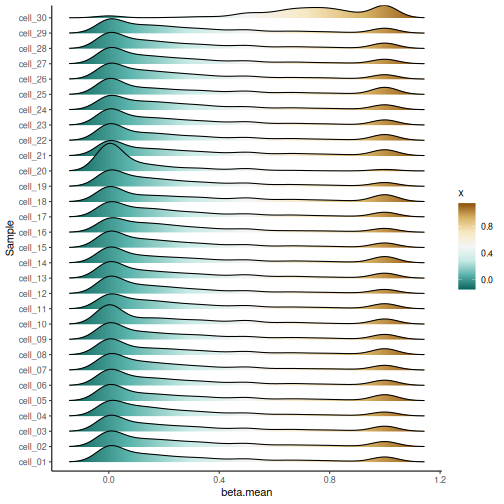 cell_30
cell_29
cell_28
cell_27
cell_26
cell_25
cell_24
cell_23
cell_22
cell_21
cell_20
cell_19
cell_18
cell_17
cell_16
cell_15
cell_14
cell_13
cell_12
cell_11
cell_10
cell_09
cell_08
cell_07
cell_06
cell_05
cell_04
cell_03
cell_02
cell_01
Sample
0.0 0.4 0.8 1.2
beta.mean
x
0.8
0.4
0.0